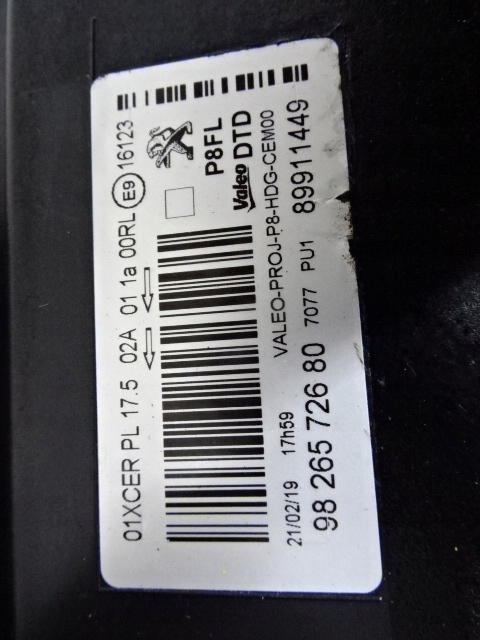 01XCER PL 17.5 02A 01 1a 00RL E9 16123
P8FL
Valeo DTD
VALEO-PROJ-P8-HDG-CEM00
21/02/19 17h59
98 265 726 80 7077 PU1 89911449